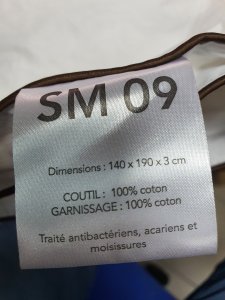 SM 09
Dimensions : 140 x 190 x 3 cm
COUTIL : 100% coton
GARNISSAGE : 100% coton
Traité antibactériens, acariens et
moisissures